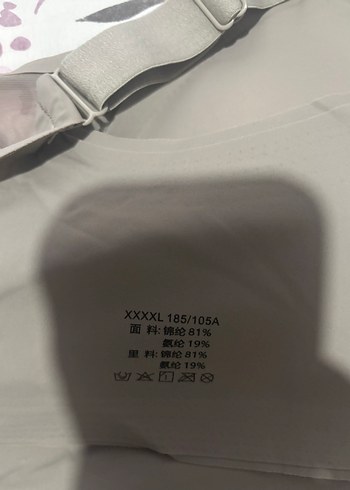 XXXXL 185/105A
面 料: 锦纶 81%
氨纶 19%
里 料: 锦纶 81%
氨纶 19%